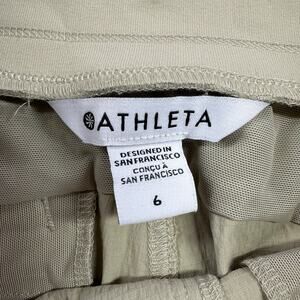 ATHLETA
DESIGNED IN
SAN FRANCISCO
CONÇU À
SAN FRANCISCO
6